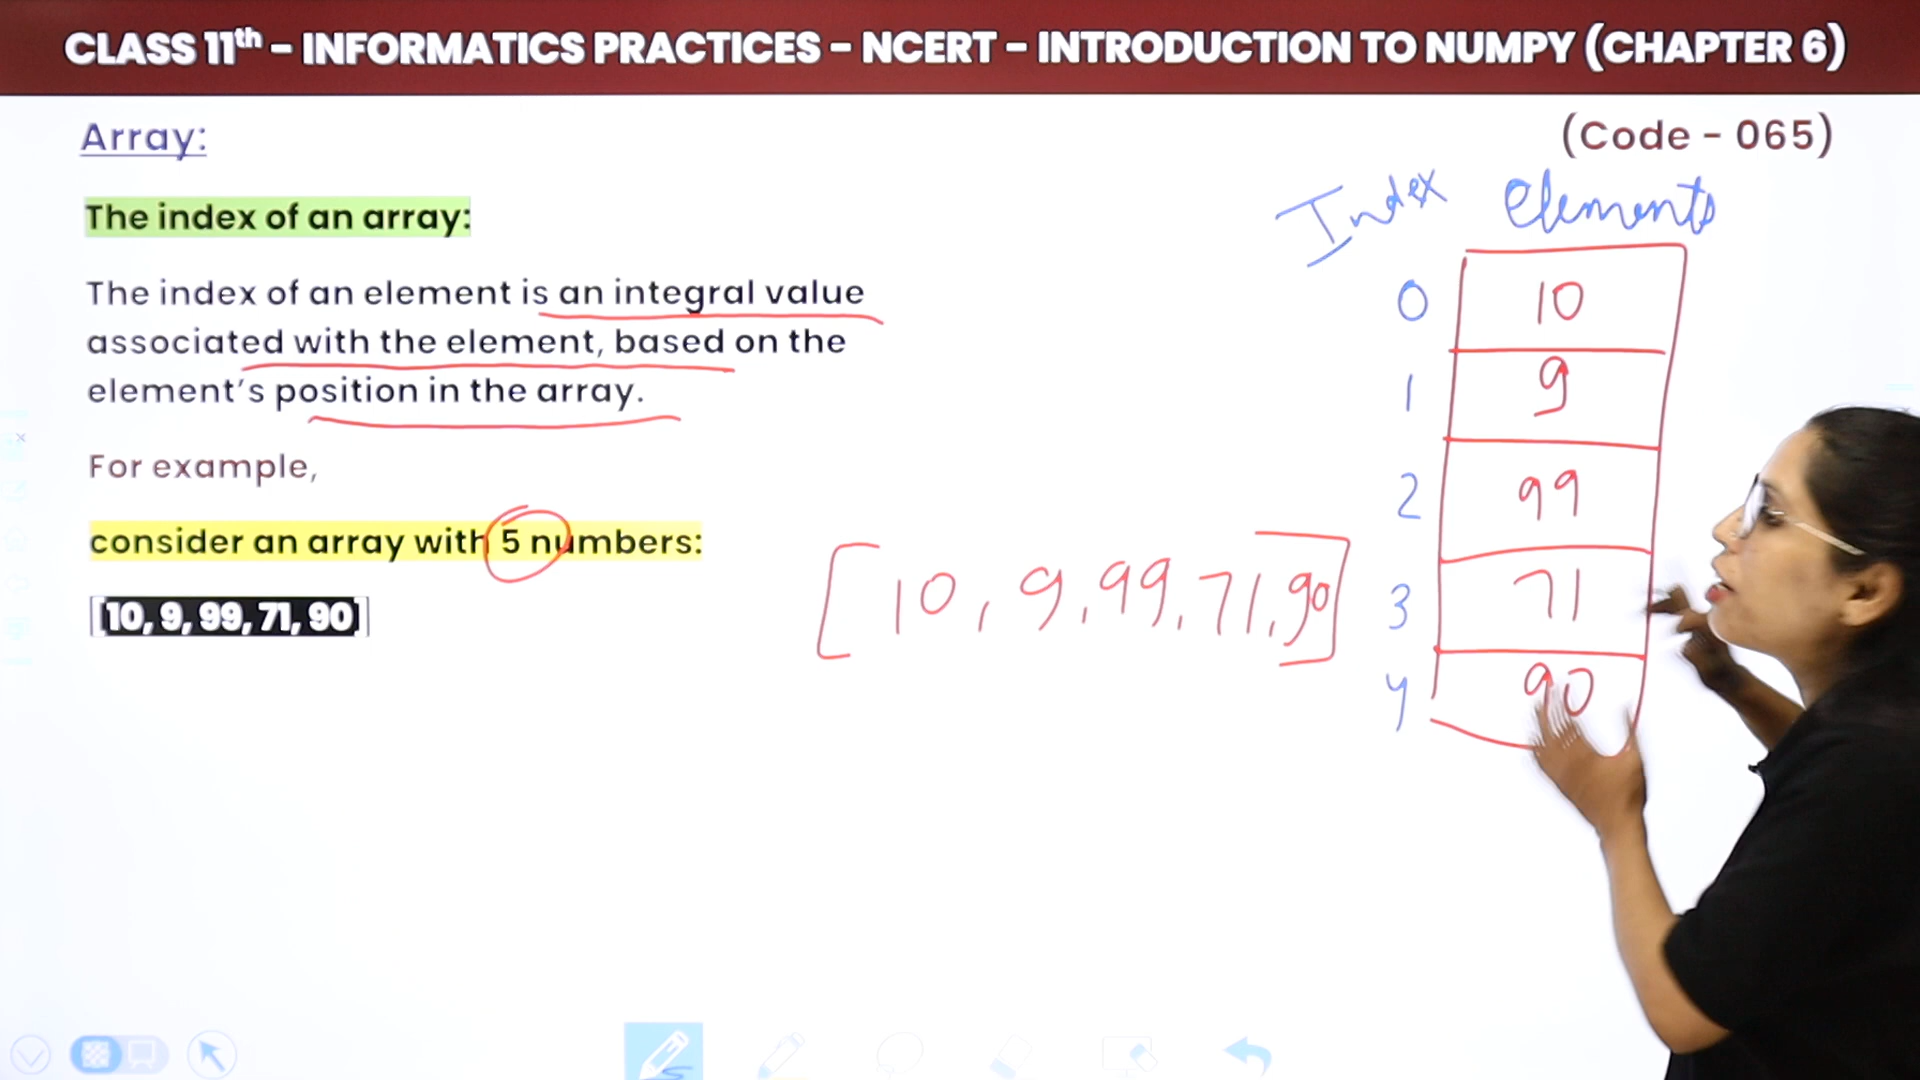 CLASS 11th – INFORMATICS PRACTICES – NCERT – INTRODUCTION TO NUMPY (CHAPTER 6)
Array:
(Code - 065)
The index of an array:
The index of an element is an integral value
associated with the element, based on the
element's position in the array.
For example,
consider an array with 5 numbers:
[10, 9, 99, 71, 90]
[10, 9, 99, 71, 90]
Index Elements
0 10
1 9
2 99
3 71
4 90